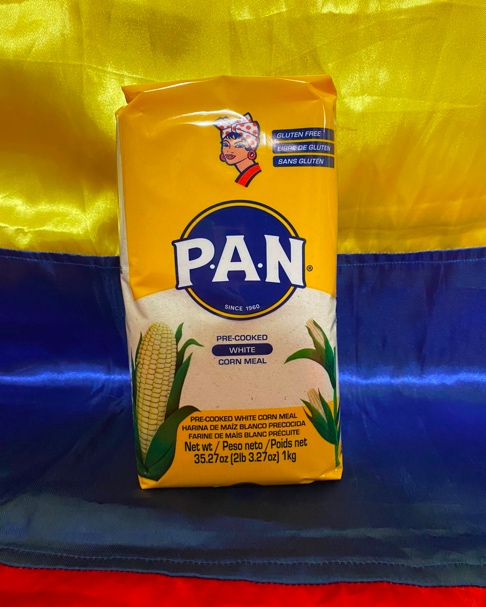 GLUTEN FREE
LIBRE DE GLUTEN
SANS GLUTEN
P.A.N®
SINCE 1960
PRE-COOKED
WHITE
CORN MEAL
PRE-COOKED WHITE CORN MEAL
HARINA DE MAÍZ BLANCO PRECOCIDA
FARINE DE MAÏS BLANC PRÉCUITE
Net wt / Peso neto / Poids net
35.27oz (2lb 3.27oz) 1kg